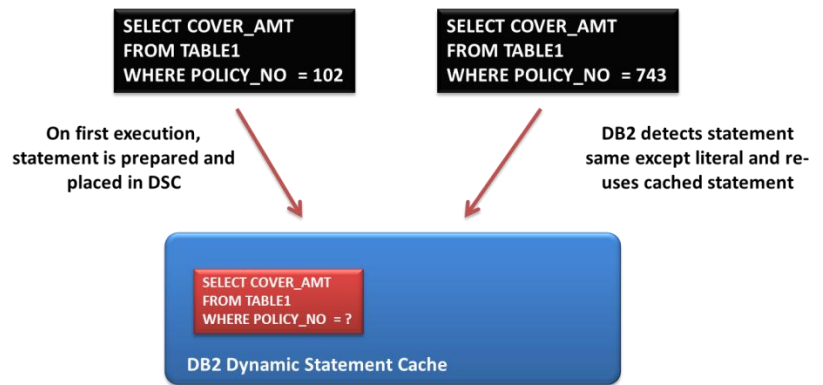 SELECT COVER_AMT
FROM TABLE1
WHERE POLICY_NO = 102
SELECT COVER_AMT
FROM TABLE1
WHERE POLICY_NO = 743
On first execution,
statement is prepared and
placed in DSC
DB2 detects statement
same except literal and re-
uses cached statement
SELECT COVER_AMT
FROM TABLE1
WHERE POLICY_NO = ?
DB2 Dynamic Statement Cache